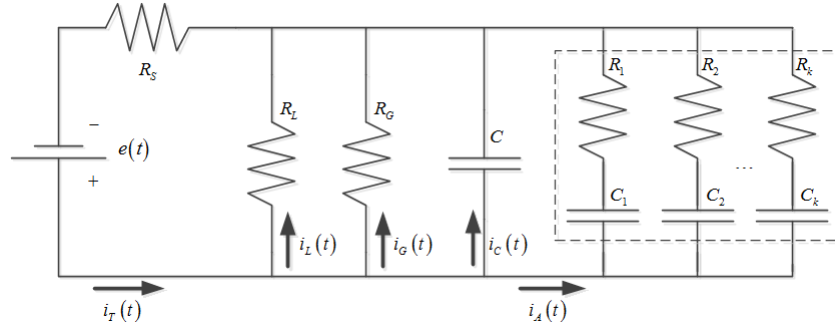 R_S
−
e(t)
+
R_L
R_G
C
R_1
R_2
R_k
...
C_1
C_2
C_k
i_L(t)
i_G(t)
i_C(t)
i_T(t)
i_A(t)